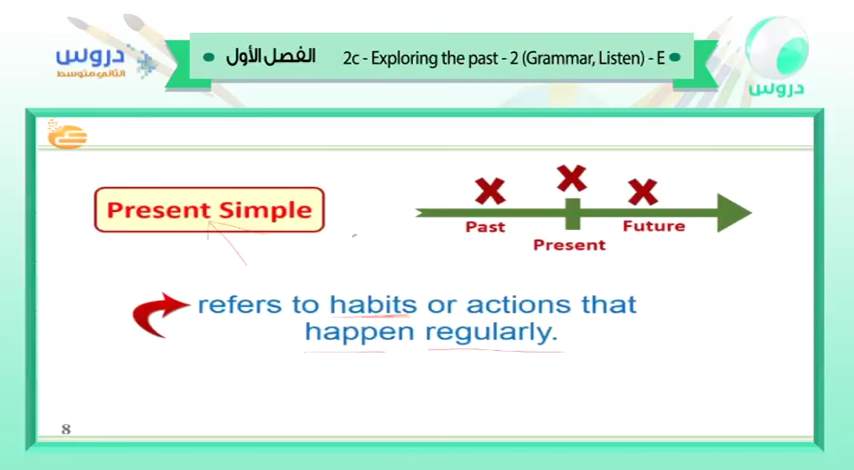 دروس
الثاني متوسط
الفصل الأول
2c - Exploring the past - 2 (Grammar, Listen) - E
دروس
Present Simple
Past
Present
Future
refers to habits or actions that
happen regularly.
8